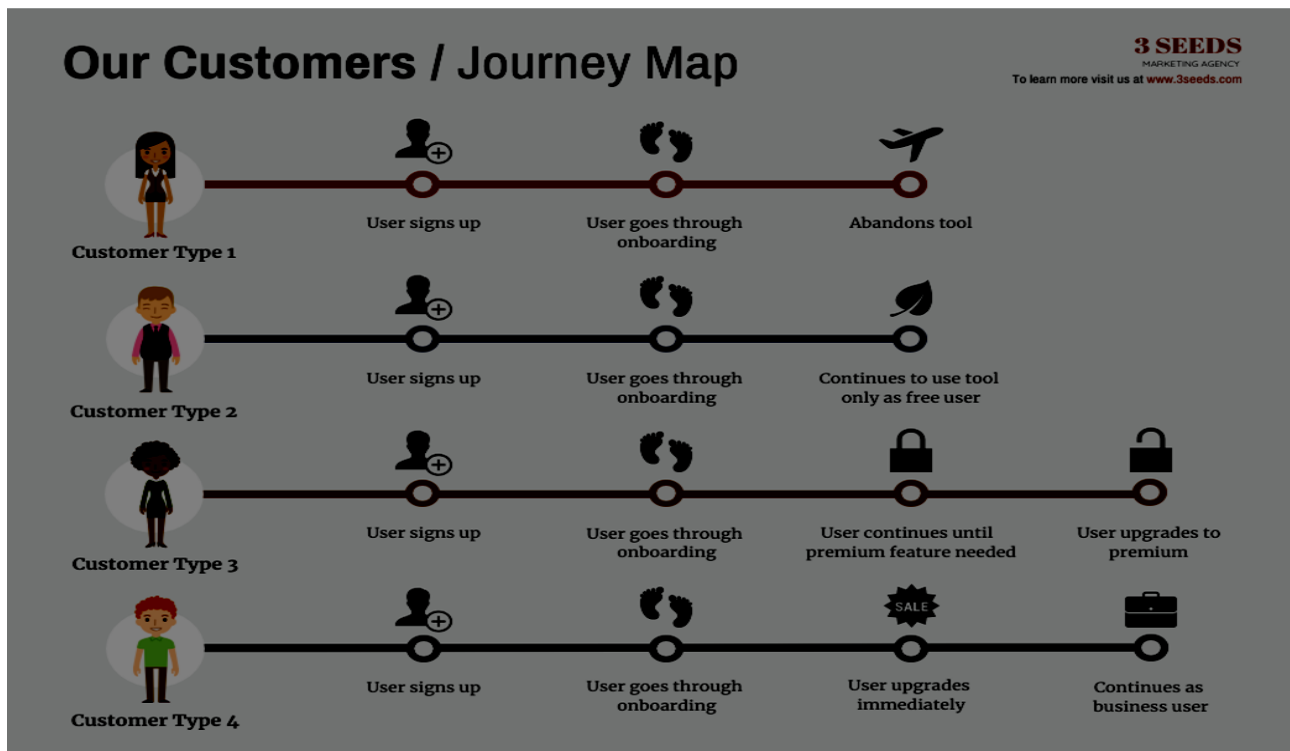 Our Customers / Journey Map
3 SEEDS
MARKETING AGENCY
To learn more visit us at www.3seeds.com
User signs up
User goes through
onboarding
Abandons tool
Customer Type 1
User signs up
User goes through
onboarding
Continues to use tool
only as free user
Customer Type 2
User signs up
User goes through
onboarding
User continues until
premium feature needed
User upgrades to
premium
Customer Type 3
SALE
User signs up
User goes through
onboarding
User upgrades
immediately
Continues as
business user
Customer Type 4